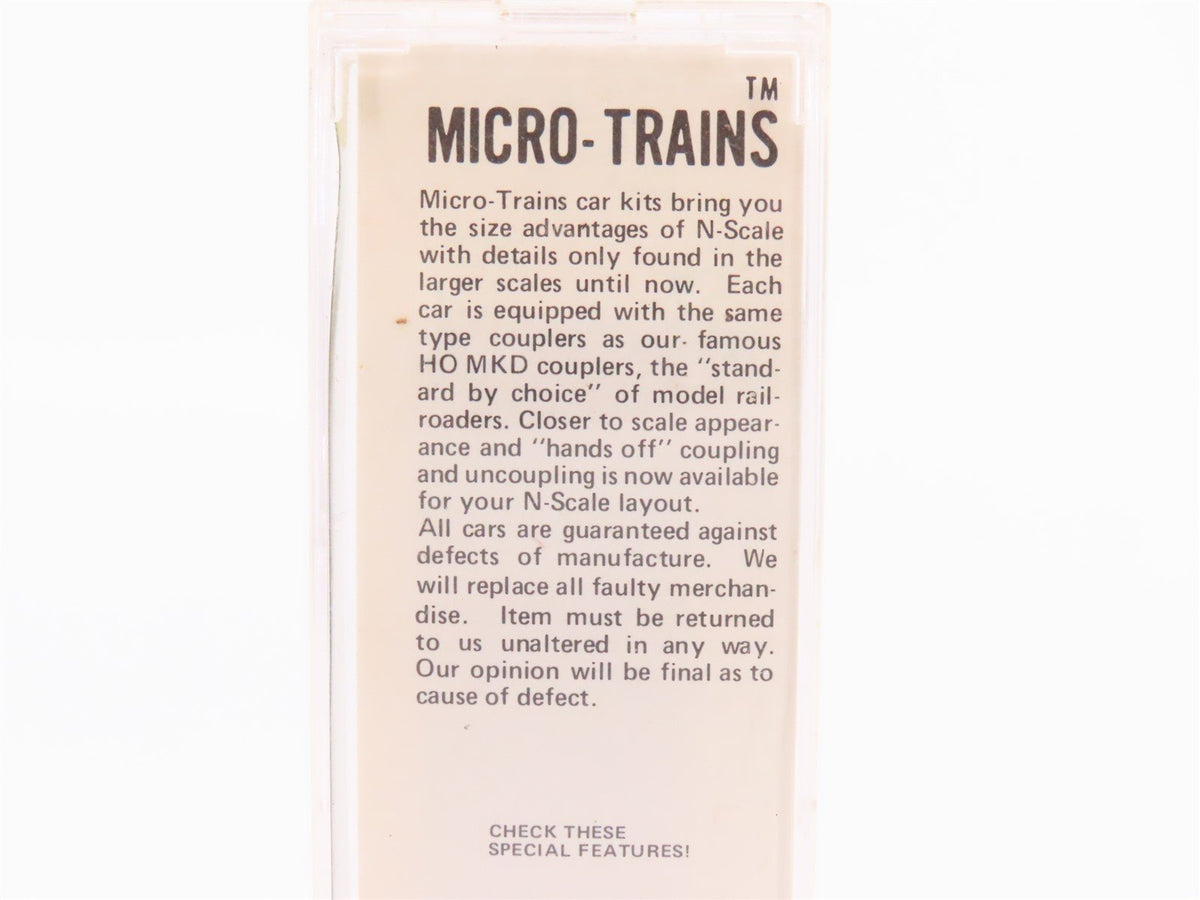 TM
MICRO-TRAINS
Micro-Trains car kits bring you
the size advantages of N-Scale
with details only found in the
larger scales until now. Each
car is equipped with the same
type couplers as our famous
HO MKD couplers, the "stand-
ard by choice" of model rail-
roaders. Closer to scale appear-
ance and "hands off" coupling
and uncoupling is now available
for your N-Scale layout.
All cars are guaranteed against
defects of manufacture. We
will replace all faulty merchan-
dise. Item must be returned
to us unaltered in any way.
Our opinion will be final as to
cause of defect.
CHECK THESE
SPECIAL FEATURES!